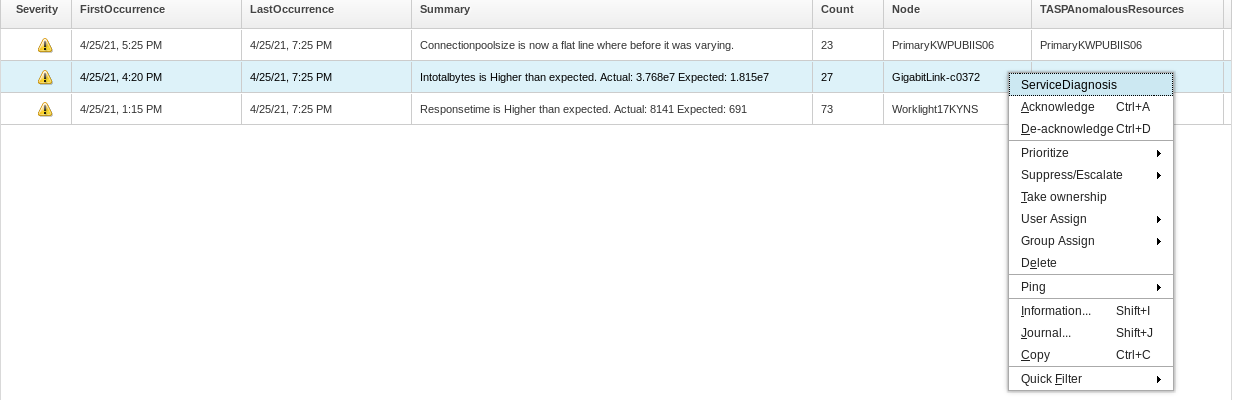 Severity FirstOccurrence LastOccurrence Summary Count Node TASPAnomalousResources
4/25/21, 5:25 PM 4/25/21, 7:25 PM Connectionpoolsize is now a flat line where before it was varying. 23 PrimaryKWPUBIIS06 PrimaryKWPUBIIS06
4/25/21, 4:20 PM 4/25/21, 7:25 PM Intotalbytes is Higher than expected. Actual: 3.768e7 Expected: 1.815e7 27 GigabitLink-c0372
4/25/21, 1:15 PM 4/25/21, 7:25 PM Responsetime is Higher than expected. Actual: 8141 Expected: 691 73 Worklight17KYNS
ServiceDiagnosis
Acknowledge Ctrl+A
De-acknowledge Ctrl+D
Prioritize
Suppress/Escalate
Take ownership
User Assign
Group Assign
Delete
Ping
Information... Shift+I
Journal... Shift+J
Copy Ctrl+C
Quick Filter